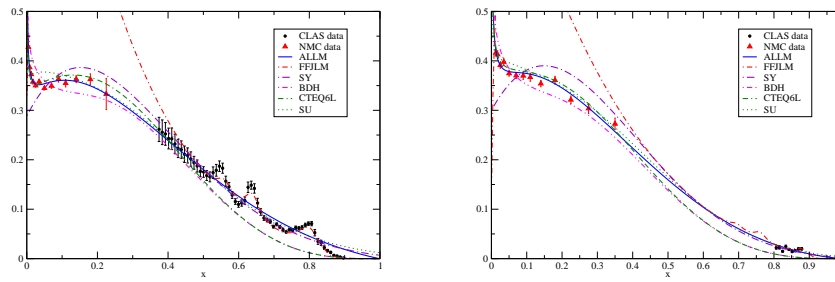 0.5
0.4
0.3
0.2
0.1
0
0
0.2
0.4
0.6
0.8
1
x
CLAS data
NMC data
ALLM
FFJLM
SY
BDH
CTEQ6L
SU
0.5
0.4
0.3
0.2
0.1
0
0
0.1
0.2
0.3
0.4
0.5
0.6
0.7
0.8
0.9
x
CLAS data
NMC data
ALLM
FFJLM
SY
BDH
CTEQ6L
SU